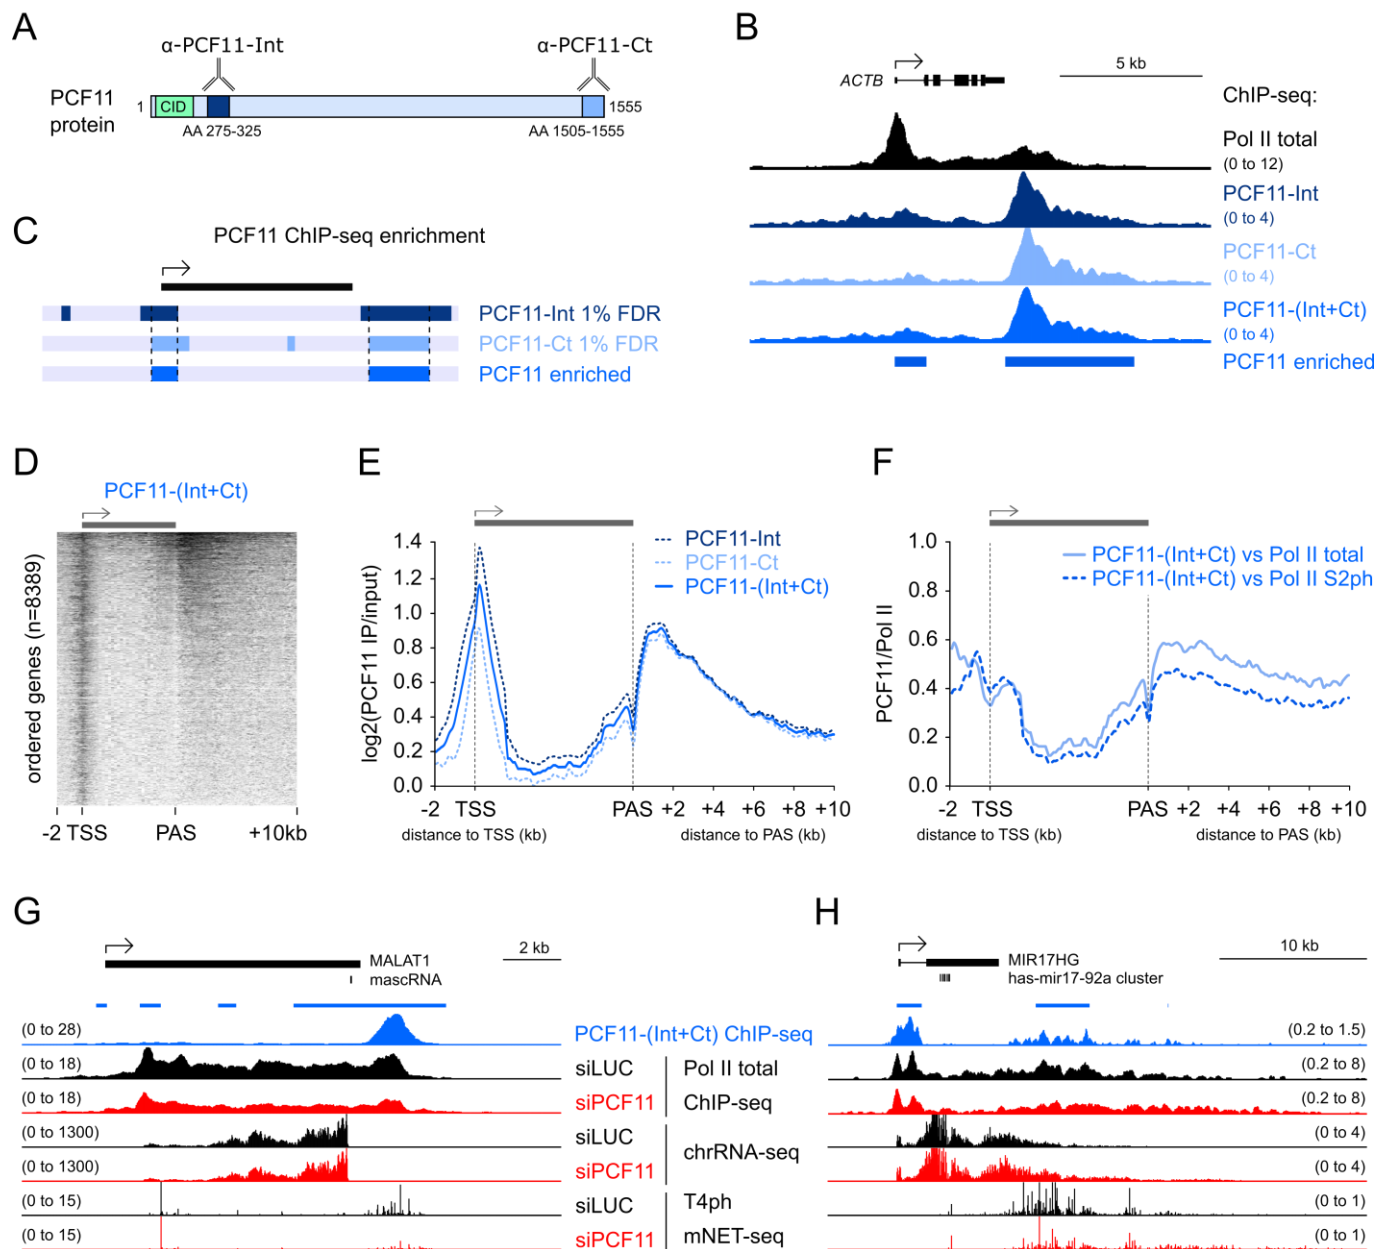 A
α-PCF11-Int
α-PCF11-Ct
PCF11
protein
1
CID
1555
AA 275-325
AA 1505-1555
B
ACTB
5 kb
ChIP-seq:
Pol II total
(0 to 12)
PCF11-Int
(0 to 4)
PCF11-Ct
(0 to 4)
PCF11-(Int+Ct)
(0 to 4)
PCF11 enriched
C
PCF11 ChIP-seq enrichment
PCF11-Int 1% FDR
PCF11-Ct 1% FDR
PCF11 enriched
D
PCF11-(Int+Ct)
ordered genes (n=8389)
-2 TSS PAS +10kb
E
PCF11-Int
PCF11-Ct
PCF11-(Int+Ct)
log2(PCF11 IP/input)
1.4
1.2
1.0
0.8
0.6
0.4
0.2
0.0
-2 TSS PAS +2 +4 +6 +8 +10
distance to TSS (kb) distance to PAS (kb)
F
PCF11-(Int+Ct) vs Pol II total
PCF11-(Int+Ct) vs Pol II S2ph
PCF11/Pol II
1.0
0.8
0.6
0.4
0.2
0.0
-2 TSS PAS +2 +4 +6 +8 +10
distance to TSS (kb) distance to PAS (kb)
G
MALAT1
mascRNA
2 kb
(0 to 28)
(0 to 18)
(0 to 18)
(0 to 1300)
(0 to 1300)
(0 to 15)
(0 to 15)
PCF11-(Int+Ct) ChIP-seq
siLUC Pol II total
siPCF11 ChIP-seq
siLUC
siPCF11
chrRNA-seq
siLUC T4ph
siPCF11 mNET-seq
H
MIR17HG
has-mir17-92a cluster
10 kb
(0.2 to 1.5)
(0.2 to 8)
(0.2 to 8)
(0 to 4)
(0 to 4)
(0 to 1)
(0 to 1)